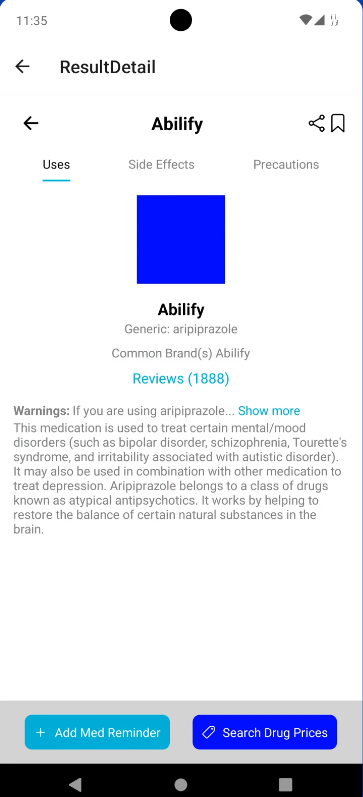 11:35
ResultDetail
Abilify
Uses Side Effects Precautions
Abilify
Generic: aripiprazole
Common Brand(s) Abilify
Reviews (1888)
Warnings: If you are using aripiprazole... Show more
This medication is used to treat certain mental/mood
disorders (such as bipolar disorder, schizophrenia, Tourette's
syndrome, and irritability associated with autistic disorder).
It may also be used in combination with other medication to
treat depression. Aripiprazole belongs to a class of drugs
known as atypical antipsychotics. It works by helping to
restore the balance of certain natural substances in the
brain.
Add Med Reminder Search Drug Prices